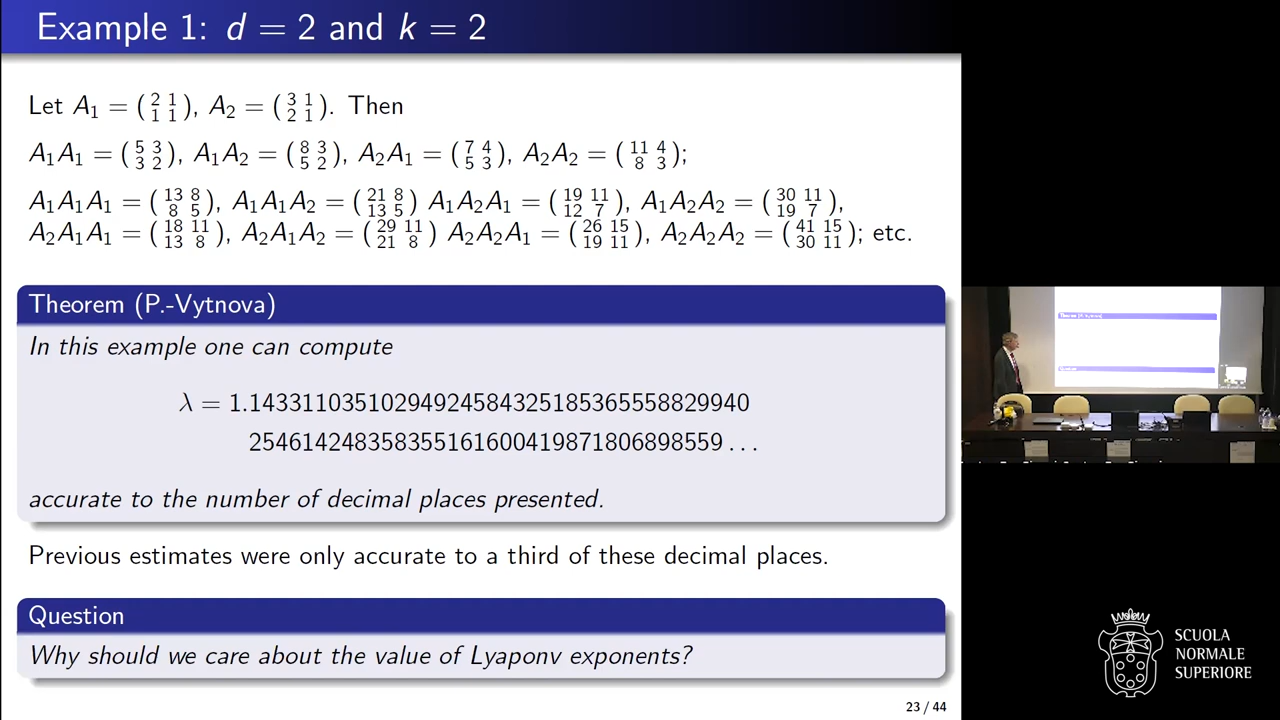 Example 1: d = 2 and k = 2
Let A₁ = (2 1 1 1), A₂ = (3 1 2 1). Then
A₁A₁ = (5 3 3 2), A₁A₂ = (8 3 5 2), A₂A₁ = (7 4 5 3), A₂A₂ = (11 4 8 3);
A₁A₁A₁ = (13 8 8 5), A₁A₁A₂ = (21 8 13 5) A₁A₂A₁ = (19 11 12 7), A₁A₂A₂ = (30 11 19 7),
A₂A₁A₁ = (18 11 13 8), A₂A₁A₂ = (29 11 21 8) A₂A₂A₁ = (26 15 19 11), A₂A₂A₂ = (41 15 30 11); etc.
Theorem (P.-Vytnova)
In this example one can compute
λ = 1.1433110351029492458432518536555882994 0
25461424835835516160041987180689855​9 . . .
accurate to the number of decimal places presented.
Previous estimates were only accurate to a third of these decimal places.
Question
Why should we care about the value of Lyaponv exponents?
23 / 44
Theorem (P.-Vytnova)
SCUOLA
NORMALE
SUPERIORE